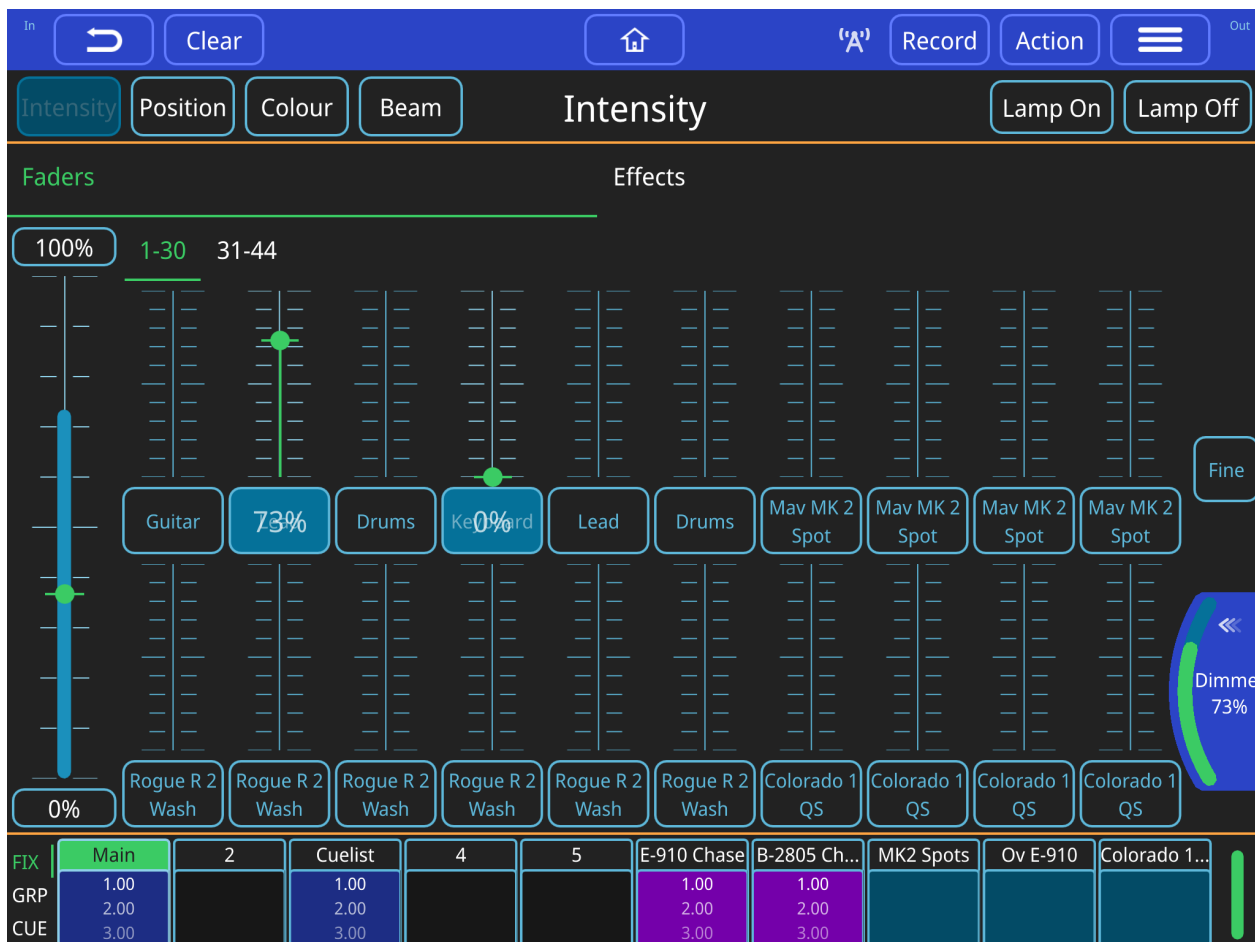 In
Clear
Record
Action
Out
Intensity
Position
Colour
Beam
Intensity
Lamp On
Lamp Off
Faders
Effects
100%
1-30
31-44
Fine
Guitar
73%
Drums
Keyboard
0%
Lead
Drums
Mav MK 2
Spot
Mav MK 2
Spot
Mav MK 2
Spot
Mav MK 2
Spot
Dimme
73%
Rogue R 2
Wash
Rogue R 2
Wash
Rogue R 2
Wash
Rogue R 2
Wash
Rogue R 2
Wash
Rogue R 2
Wash
Colorado 1
QS
Colorado 1
QS
Colorado 1
QS
Colorado 1
QS
0%
FIX
GRP
CUE
Main
1.00
2.00
3.00
2
Cuelist
1.00
2.00
3.00
4
5
E-910 Chase
1.00
2.00
3.00
B-2805 Ch...
1.00
2.00
3.00
MK2 Spots
Ov E-910
Colorado 1...